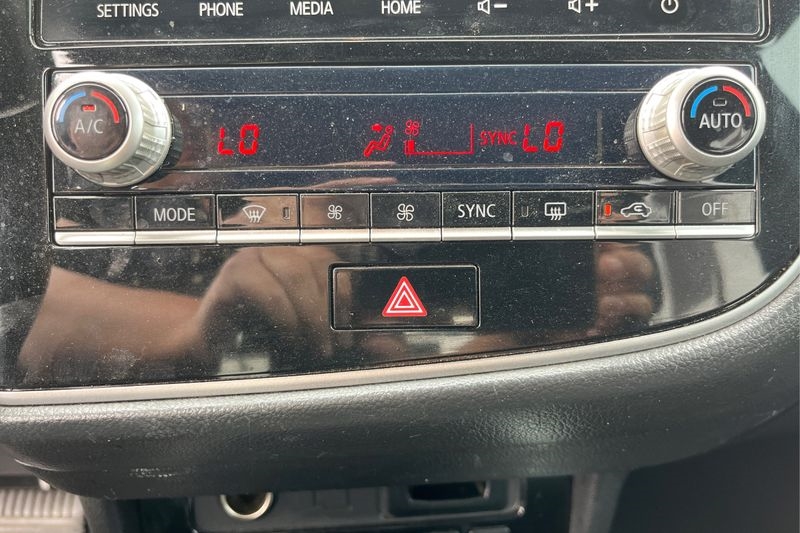 SETTINGS PHONE MEDIA HOME
A/C LO SYNC LO AUTO
MODE SYNC OFF